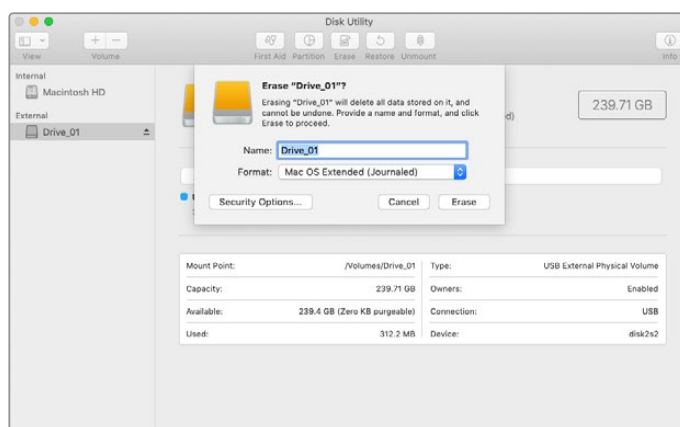 Disk Utility
View
Volume
First Aid
Partition
Erase
Restore
Unmount
Info
Internal
Macintosh HD
External
Drive_01
239.71 GB
d)
Erase “Drive_01”?
Erasing “Drive_01” will delete all data stored on it, and
cannot be undone. Provide a name and format, and click
Erase to proceed.
Name: Drive_01
Format: Mac OS Extended (Journaled)
Security Options...
Cancel
Erase
Mount Point: /Volumes/Drive_01
Type: USB External Physical Volume
Capacity: 239.71 GB
Owners: Enabled
Available: 239.4 GB (Zero KB purgeable)
Connection: USB
Used: 312.2 MB
Device: disk2s2